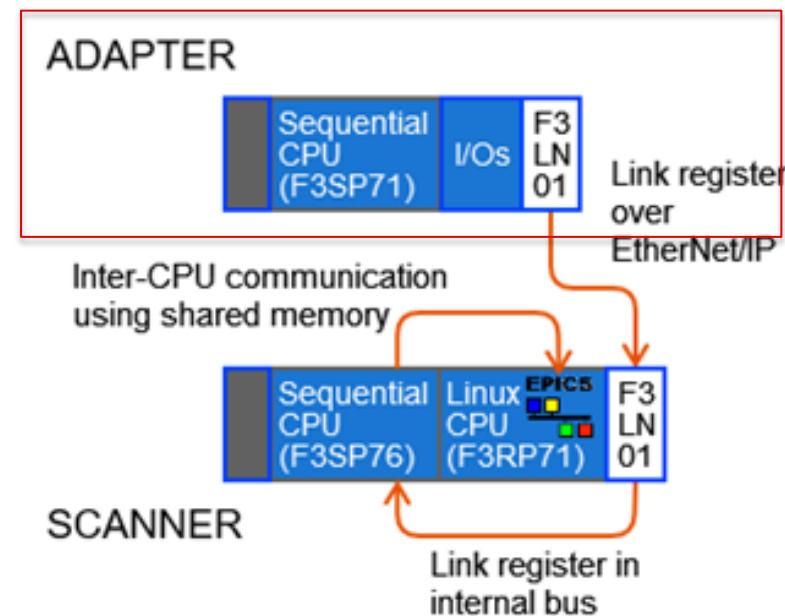 ADAPTER
Sequential
CPU
(F3SP71)
I/Os
F3
LN
01
Link register
over
EtherNet/IP
Inter-CPU communication
using shared memory
Sequential
CPU
(F3SP76)
Linux
CPU
(F3RP71)
EPICS
F3
LN
01
SCANNER
Link register in
internal bus